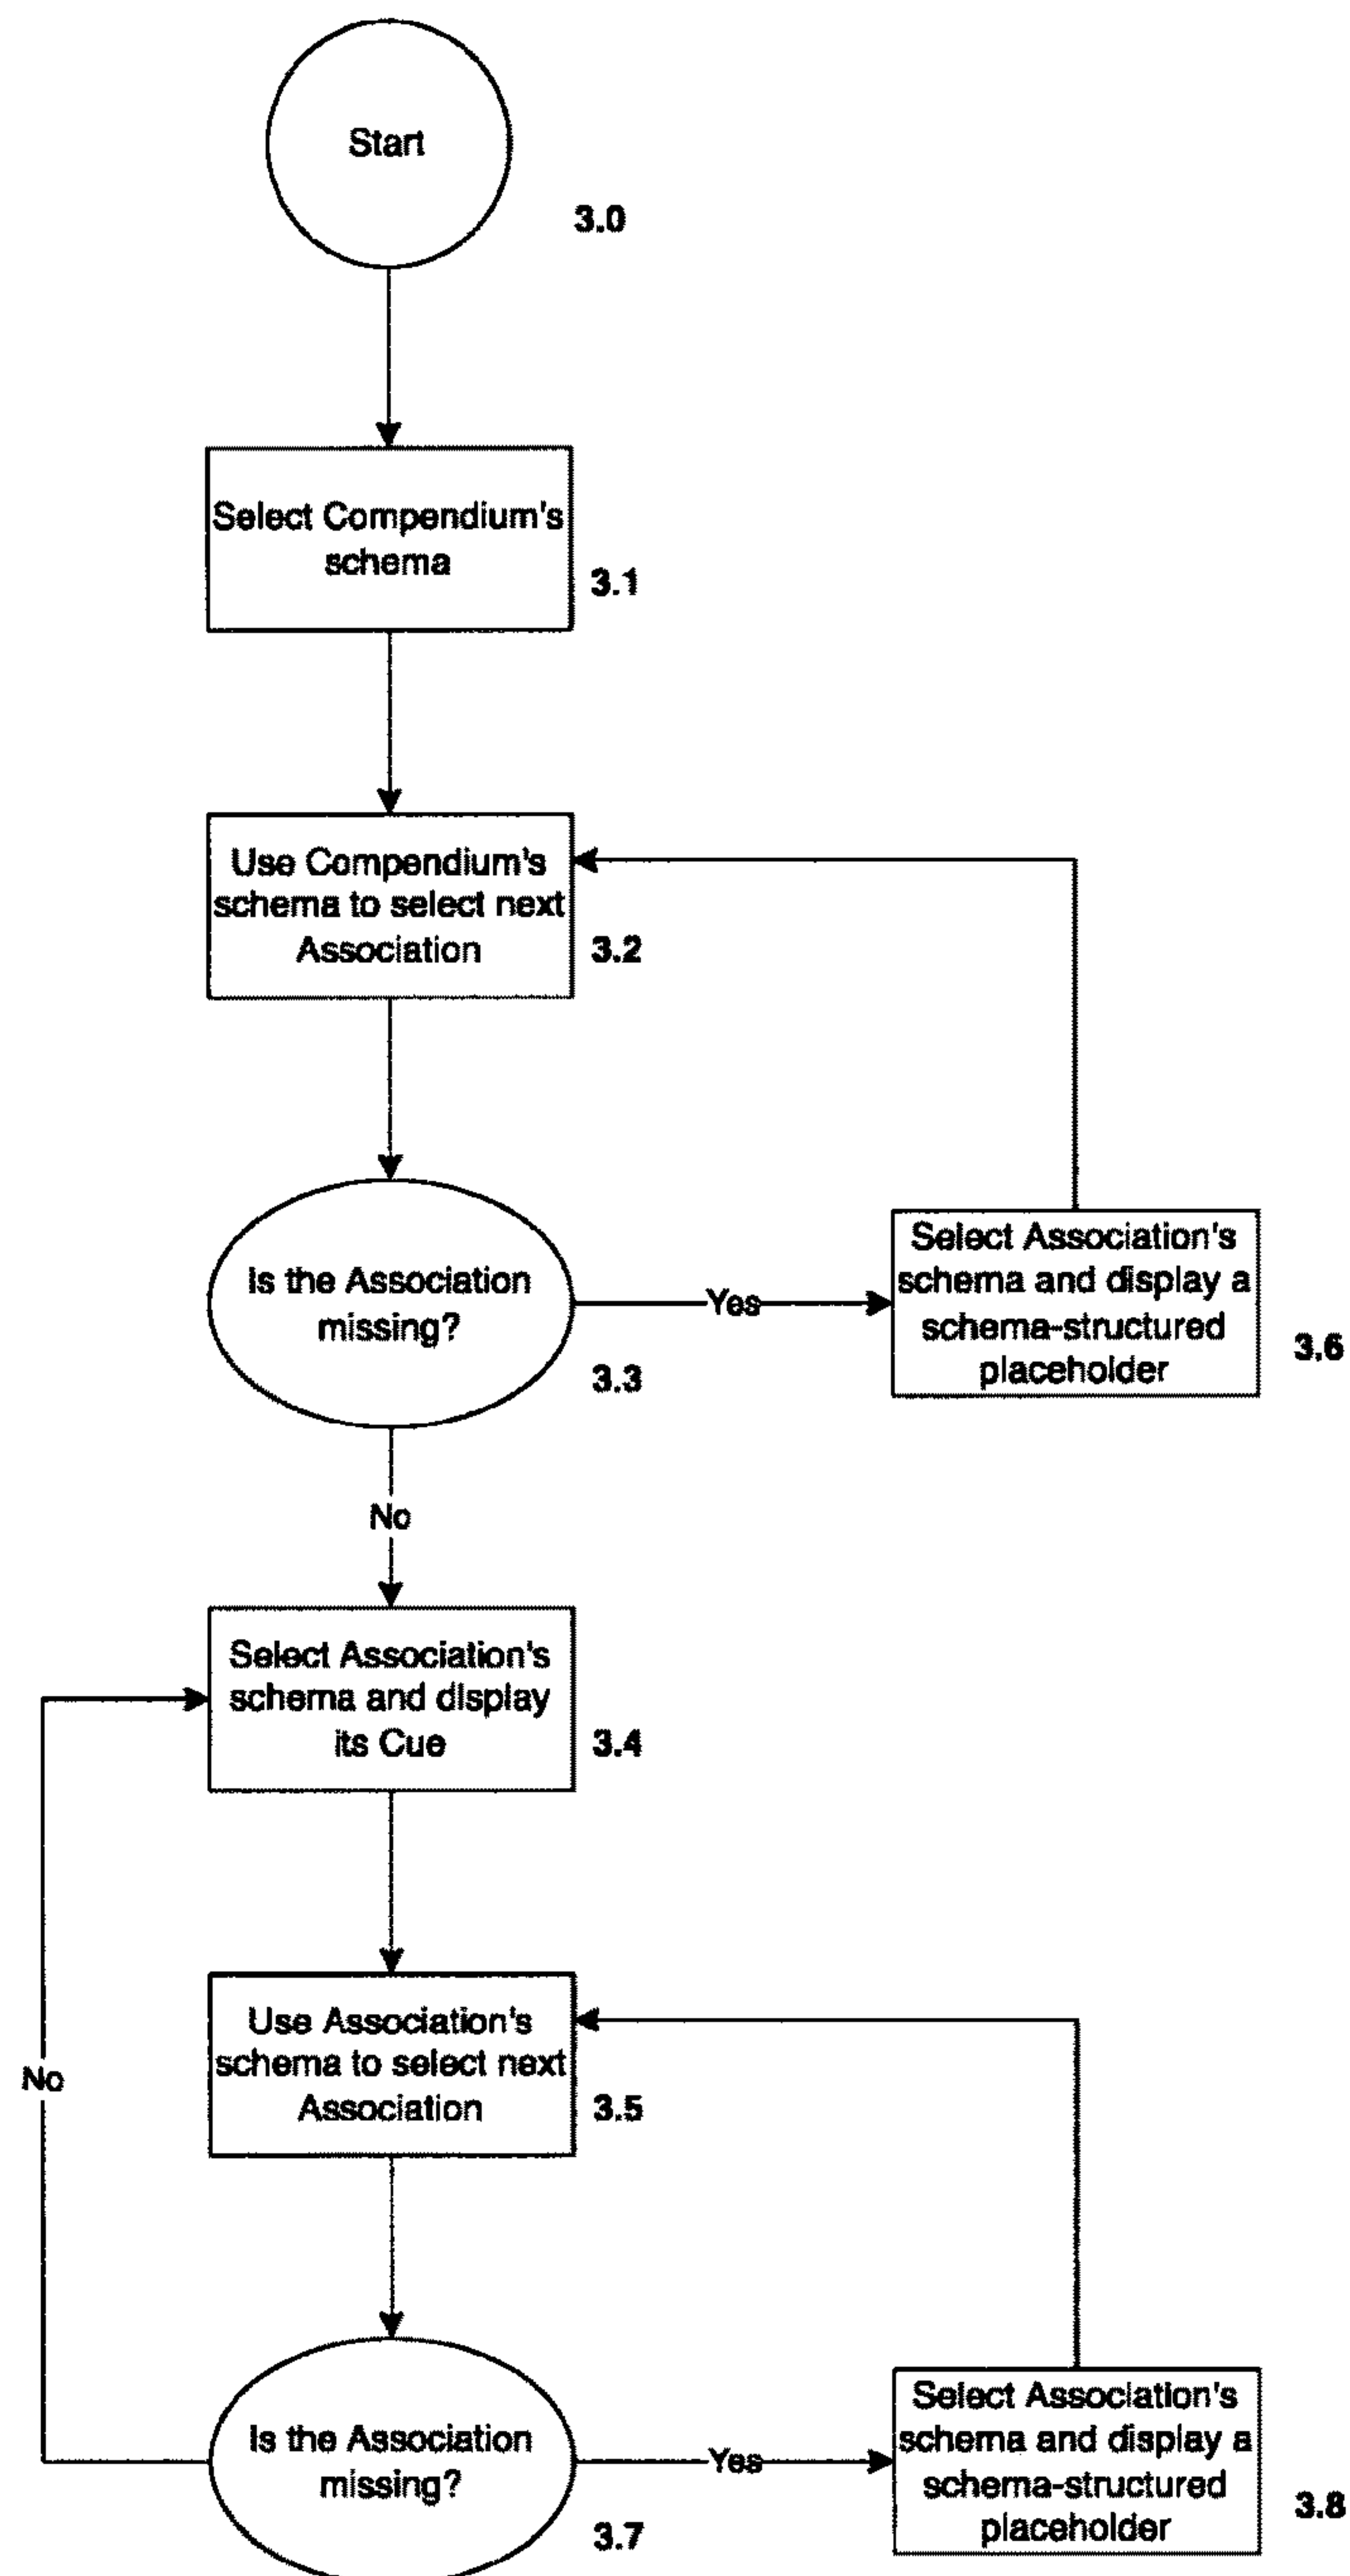 Start
3.0
Select Compendium's
schema
3.1
Use Compendium's
schema to select next
Association
3.2
Is the Association
missing?
3.3
Yes
Select Association's
schema and display a
schema-structured
placeholder
3.6
No
Select Association's
schema and display
its Cue
3.4
Use Association's
schema to select next
Association
3.5
No
Is the Association
missing?
3.7
Yes
Select Association's
schema and display a
schema-structured
placeholder
3.8